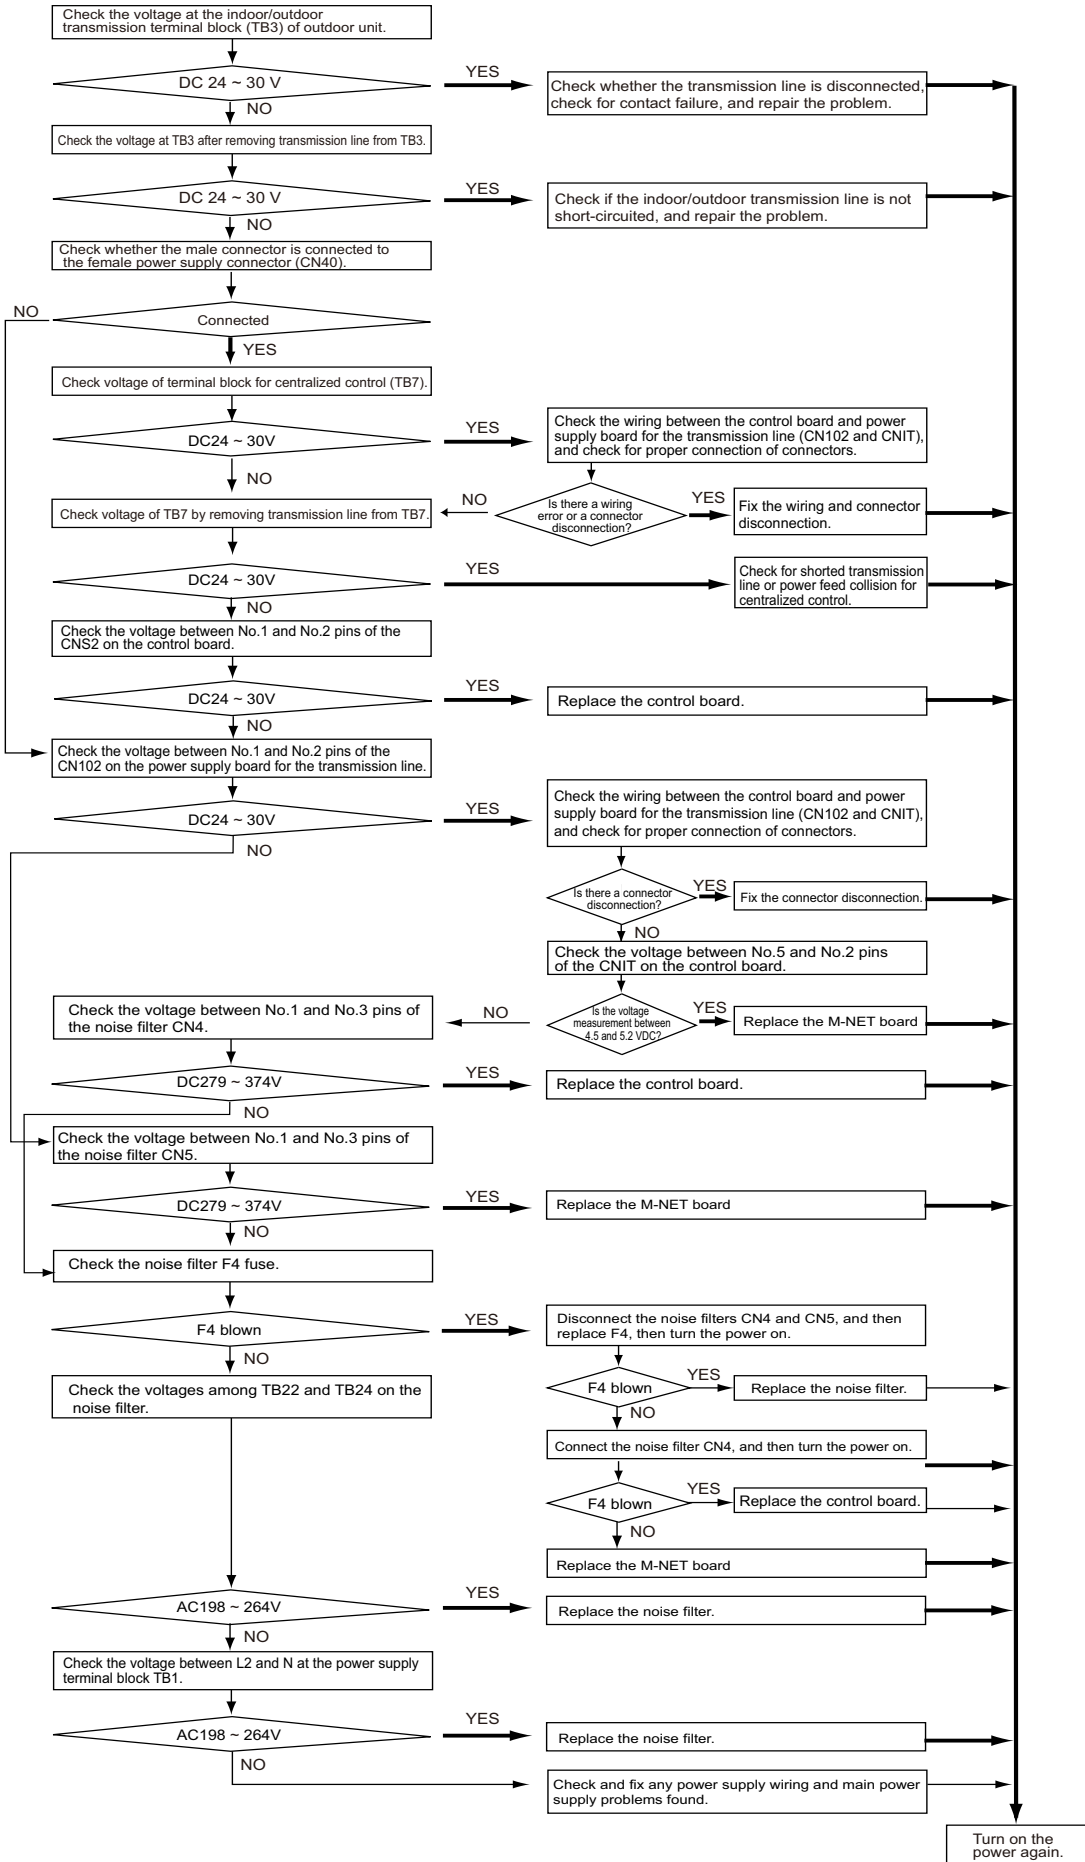 Check the voltage at the indoor/outdoor
transmission terminal block (TB3) of outdoor unit.
DC 24 ~ 30 V
YES
Check whether the transmission line is disconnected,
check for contact failure, and repair the problem.
NO
Check the voltage at TB3 after removing transmission line from TB3.
DC 24 ~ 30 V
YES
Check if the indoor/outdoor transmission line is not
short-circuited, and repair the problem.
NO
Check whether the male connector is connected to
the female power supply connector (CN40).
NO
Connected
YES
Check voltage of terminal block for centralized control (TB7).
DC24 ~ 30V
YES
Check the wiring between the control board and power
supply board for the transmission line (CN102 and CNIT),
and check for proper connection of connectors.
NO
Check voltage of TB7 by removing transmission line from TB7.
NO
Is there a wiring
error or a connector
disconnection?
YES
Fix the wiring and connector
disconnection.
DC24 ~ 30V
YES
Check for shorted transmission
line or power feed collision for
centralized control.
NO
Check the voltage between No.1 and No.2 pins of the
CNS2 on the control board.
DC24 ~ 30V
YES
Replace the control board.
NO
Check the voltage between No.1 and No.2 pins of the
CN102 on the power supply board for the transmission line.
DC24 ~ 30V
YES
Check the wiring between the control board and power
supply board for the transmission line (CN102 and CNIT),
and check for proper connection of connectors.
NO
Is there a connector
disconnection?
YES
Fix the connector disconnection.
NO
Check the voltage between No.5 and No.2 pins
of the CNIT on the control board.
Is the voltage
measurement between
4.5 and 5.2 VDC?
YES
Replace the M-NET board
NO
Check the voltage between No.1 and No.3 pins of
the noise filter CN4.
DC279 ~ 374V
YES
Replace the control board.
NO
Check the voltage between No.1 and No.3 pins of
the noise filter CN5.
DC279 ~ 374V
YES
Replace the M-NET board
NO
Check the noise filter F4 fuse.
F4 blown
YES
Disconnect the noise filters CN4 and CN5, and then
replace F4, then turn the power on.
NO
Check the voltages among TB22 and TB24 on the
noise filter.
F4 blown
YES
Replace the noise filter.
NO
Connect the noise filter CN4, and then turn the power on.
F4 blown
YES
Replace the control board.
NO
Replace the M-NET board
AC198 ~ 264V
YES
Replace the noise filter.
NO
Check the voltage between L2 and N at the power supply
terminal block TB1.
AC198 ~ 264V
YES
Replace the noise filter.
NO
Check and fix any power supply wiring and main power
supply problems found.
Turn on the
power again.